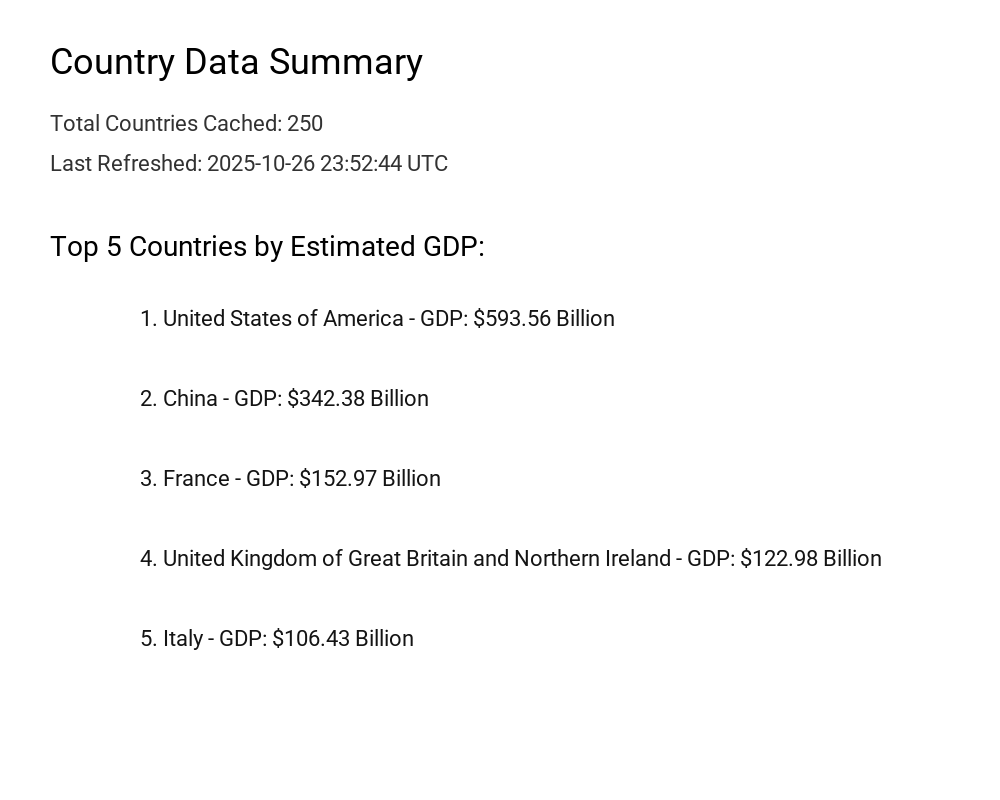 Country Data Summary
Total Countries Cached: 250
Last Refreshed: 2025-10-26 23:52:44 UTC
Top 5 Countries by Estimated GDP:
1. United States of America - GDP: $593.56 Billion
2. China - GDP: $342.38 Billion
3. France - GDP: $152.97 Billion
4. United Kingdom of Great Britain and Northern Ireland - GDP: $122.98 Billion
5. Italy - GDP: $106.43 Billion